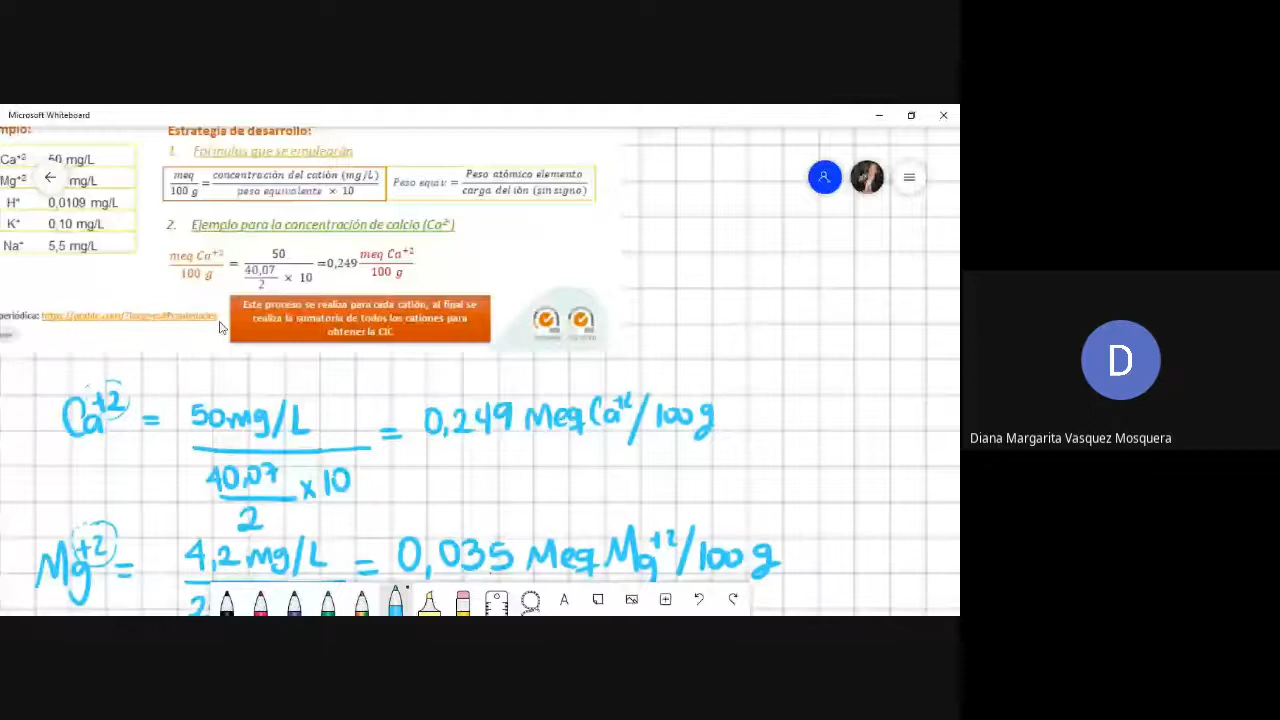 Microsoft Whiteboard
mplo:
Ca⁺² 50 mg/L
Mg⁺² mg/L
H⁺ 0,0109 mg/L
K⁺ 0,10 mg/L
Na⁺ 5,5 mg/L
Estrategia de desarrollo:
1. Fórmulas que se emplearán
meq / 100 g = concentración del catión (mg/L) / peso equivalente × 10
Peso equiv = Peso atómico elemento / carga del ión (sin signo)
2. Ejemplo para la concentración de calcio (Ca²⁺)
meq Ca⁺² / 100 g = 50 / (40,07 / 2 × 10) = 0,249 meq Ca⁺² / 100 g
periódica:
Este proceso se realiza para cada catión, al final se
realiza la sumatoria de todos los cationes para
obtener la CIC.
Ca⁺² = 50 mg/L / (40,07 / 2 × 10) = 0,249 Meq Ca⁺²/100 g
Mg⁺² = 4,2 mg/L = 0,035 Meq Mg⁺²/100 g
2
D
Diana Margarita Vasquez Mosquera